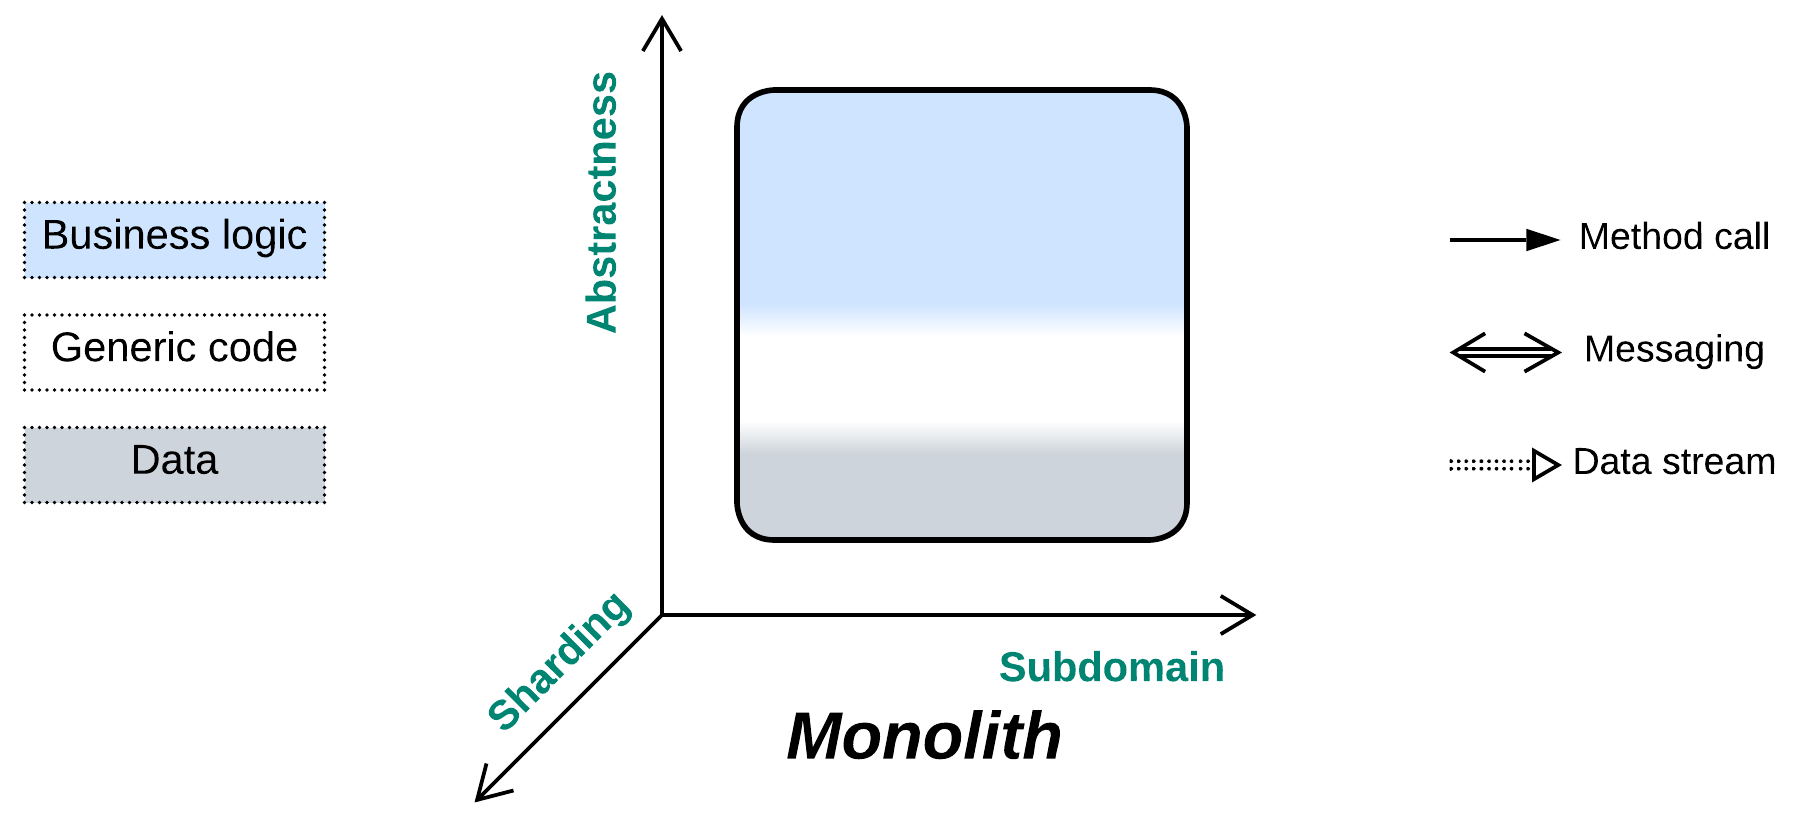 Business logic
Generic code
Data
Abstractness
Sharding
Subdomain
Monolith
Method call
Messaging
Data stream